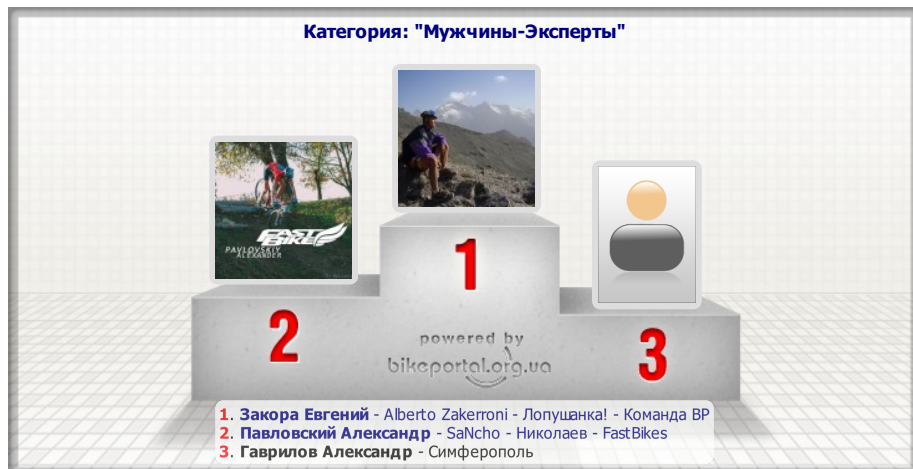 Категория: "Мужчины-Эксперты"
FAST
BIKE
PAVLOVSKIY
ALEXANDER
1
2
3
powered by
bikeportal.org.ua
1. Закора Евгений - Alberto Zakerroni - Лопушанка! - Команда ВР
2. Павловский Александр - SaNcho - Николаев - FastBikes
3. Гаврилов Александр - Симферополь